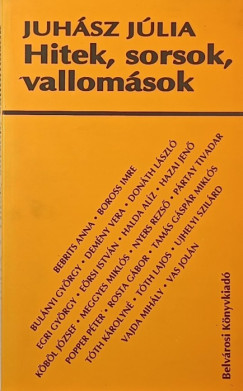 JUHÁSZ JÚLIA
Hitek, sorsok,
vallomások
BEBRITS ANNA • BOROSS IMRE
BULÁNYI GYÖRGY • DEMÉNY VERA • DONÁTH LÁSZLÓ
EGRI GYÖRGY • EÖRSI ISTVÁN • HALDA ALÍZ • HAZAI JENŐ
KÖBÖL JÓZSEF • MEGGYES MIKLÓS • NYERS REZSŐ • PÁRTAY TIVADAR
POPPER PÉTER • ROSTA GÁBOR • TAMÁS GÁSPÁR MIKLÓS
TÓTH KÁROLYNÉ • TÓTH LAJOS • UJHELYI SZILÁRD
VAJDA MIHÁLY • VAS JOLÁN
Belvárosi Könyvkiadó